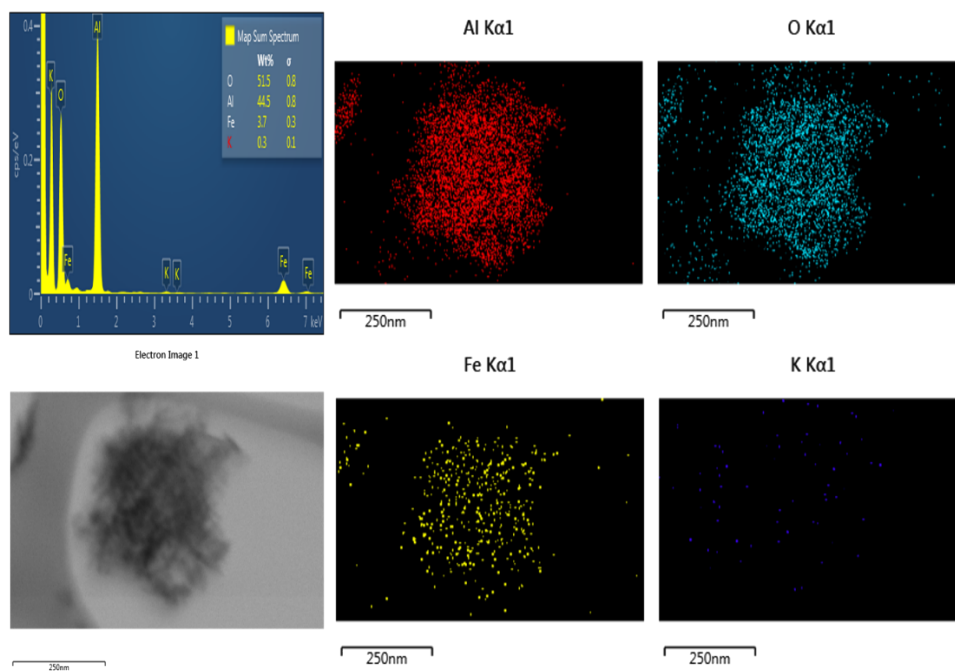 Map Sum Spectrum
Wt% σ
O 51.5 0.8
Al 44.5 0.8
Fe 3.7 0.3
K 0.3 0.1
0.4
0.2
0
cps/eV
K
O
Fe
Al
K
K
Fe
Fe
0 1 2 3 4 5 6 7 keV
Al Kα1
250nm
O Kα1
250nm
Electron Image 1
250nm
Fe Kα1
250nm
K Kα1
250nm